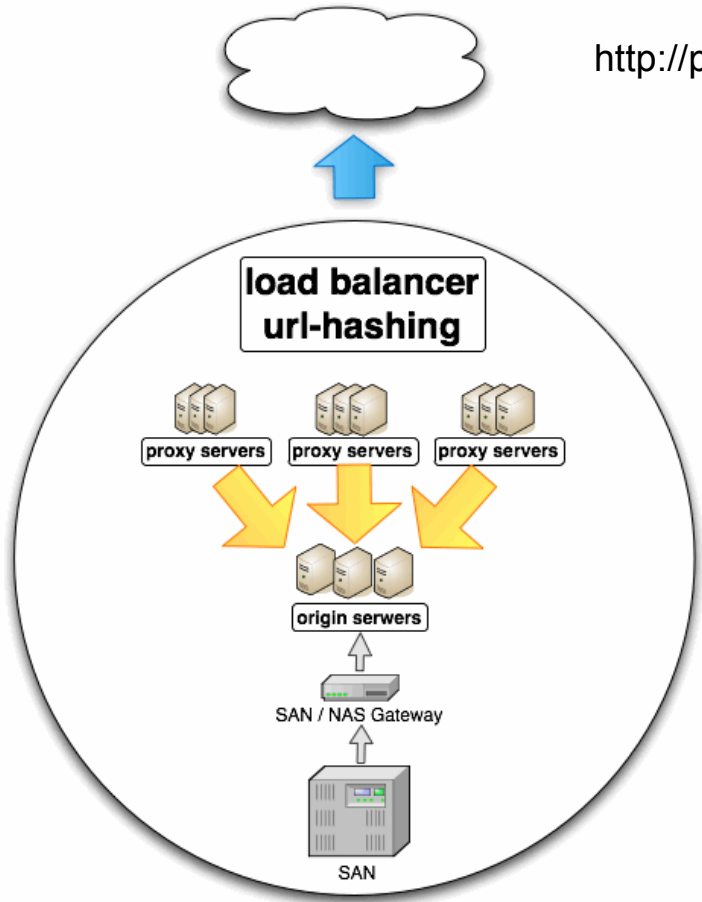 http://p
load balancer
url-hashing
proxy servers proxy servers proxy servers
origin serwers
SAN / NAS Gateway
SAN